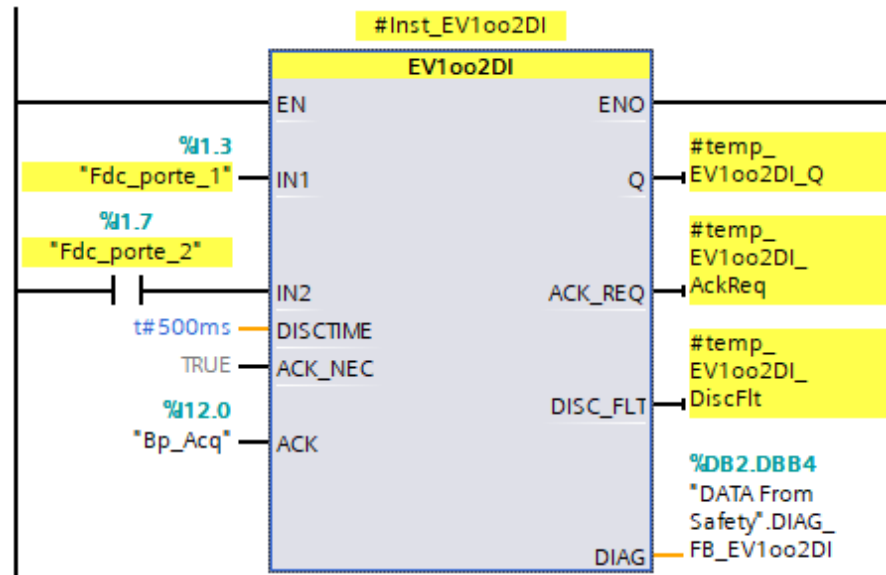 #Inst_EV1oo2DI
EV1oo2DI
EN
ENO
%I1.3
"Fdc_porte_1"
IN1
Q
#temp_
EV1oo2DI_Q
%I1.7
"Fdc_porte_2"
IN2
ACK_REQ
#temp_
EV1oo2DI_
AckReq
t#500ms
DISCTIME
TRUE
ACK_NEC
DISC_FLT
#temp_
EV1oo2DI_
DiscFlt
%I12.0
"Bp_Acq"
ACK
DIAG
%DB2.DBB4
"DATA From
Safety".DIAG_
FB_EV1oo2DI